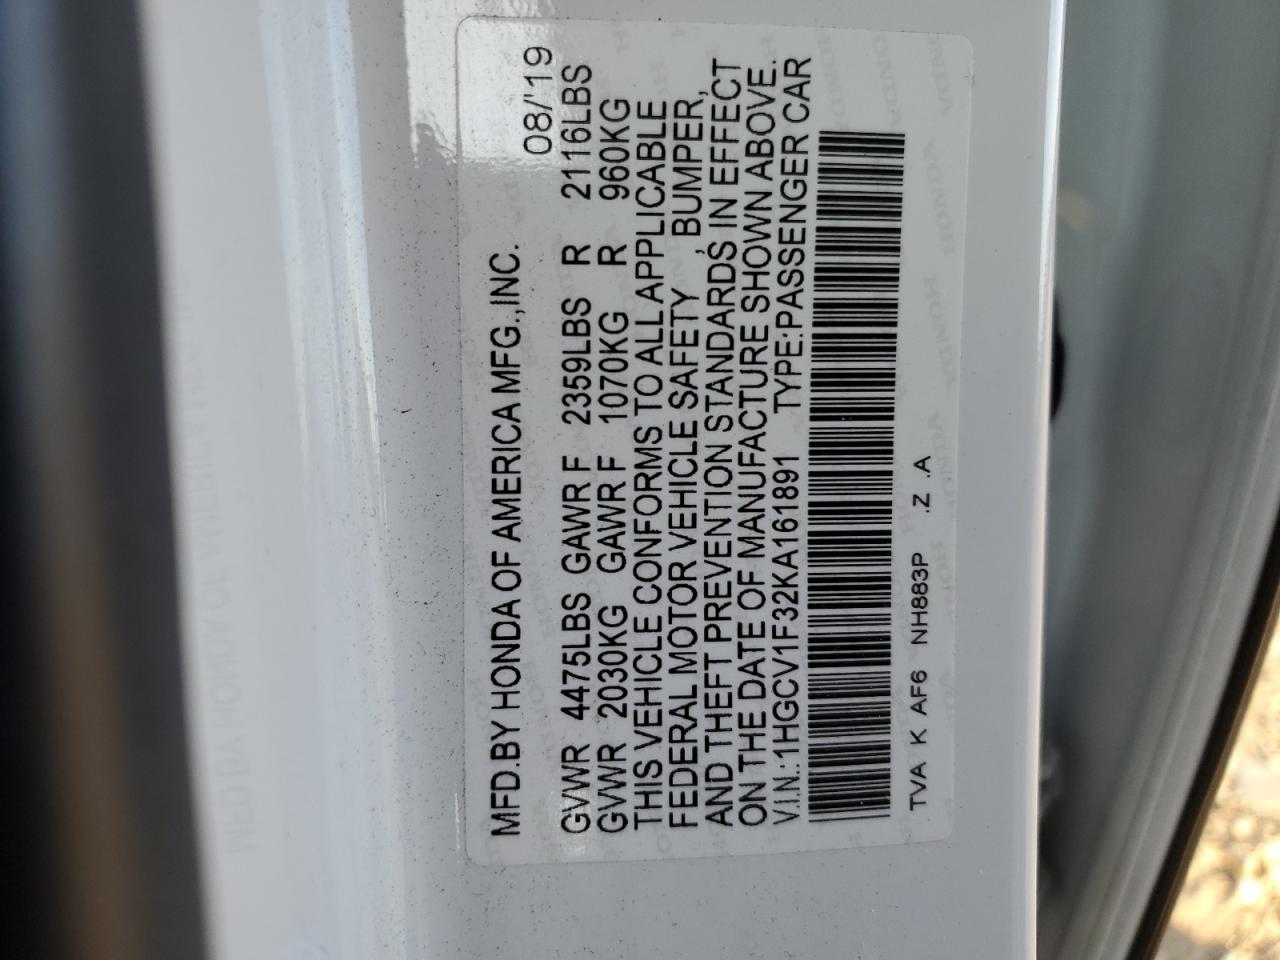 MFD.BY HONDA OF AMERICA MFG.,INC. 08/'19
GVWR 4475LBS GAWR F 2359LBS R 2116LBS
GVWR 2030KG GAWR F 1070KG R 960KG
THIS VEHICLE CONFORMS TO ALL APPLICABLE
FEDERAL MOTOR VEHICLE SAFETY , BUMPER,
AND THEFT PREVENTION STANDARDS IN EFFECT
ON THE DATE OF MANUFACTURE SHOWN ABOVE.
V.I.N.:1HGCV1F32KA161891 TYPE:PASSENGER CAR
TVA K AF6 NH883P .Z .A